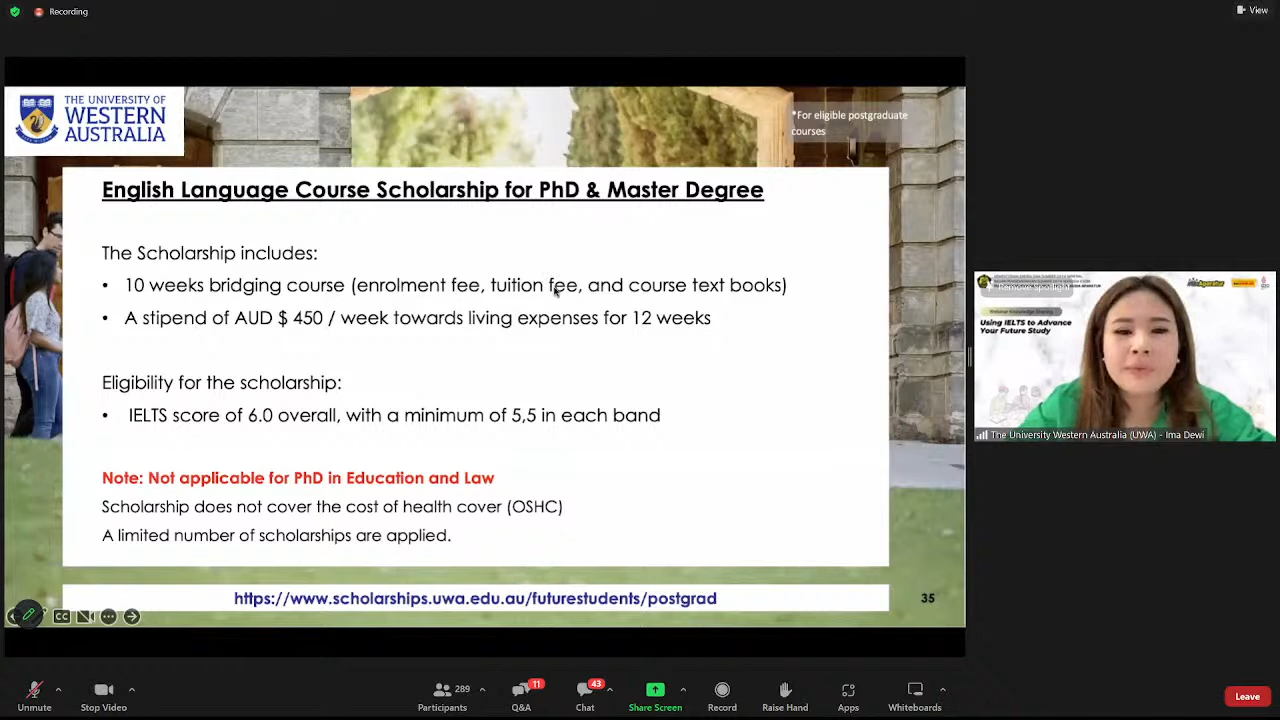 Recording
View
THE UNIVERSITY OF
WESTERN
AUSTRALIA
*For eligible postgraduate
courses
English Language Course Scholarship for PhD & Master Degree
The Scholarship includes:
• 10 weeks bridging course (enrolment fee, tuition fee, and course text books)
• A stipend of AUD $ 450 / week towards living expenses for 12 weeks
Eligibility for the scholarship:
• IELTS score of 6.0 overall, with a minimum of 5,5 in each band
Note: Not applicable for PhD in Education and Law
Scholarship does not cover the cost of health cover (OSHC)
A limited number of scholarships are applied.
https://www.scholarships.uwa.edu.au/futurestudents/postgrad
35
CC
Webinar Knowledge Sharing
Using IELTS to Advance
Your Future Study
The University Western Australia (UWA) - Ima Dewi
Unmute
Stop Video
289
Participants
11
Q&A
43
Chat
Share Screen
Record
Raise Hand
Apps
Whiteboards
Leave